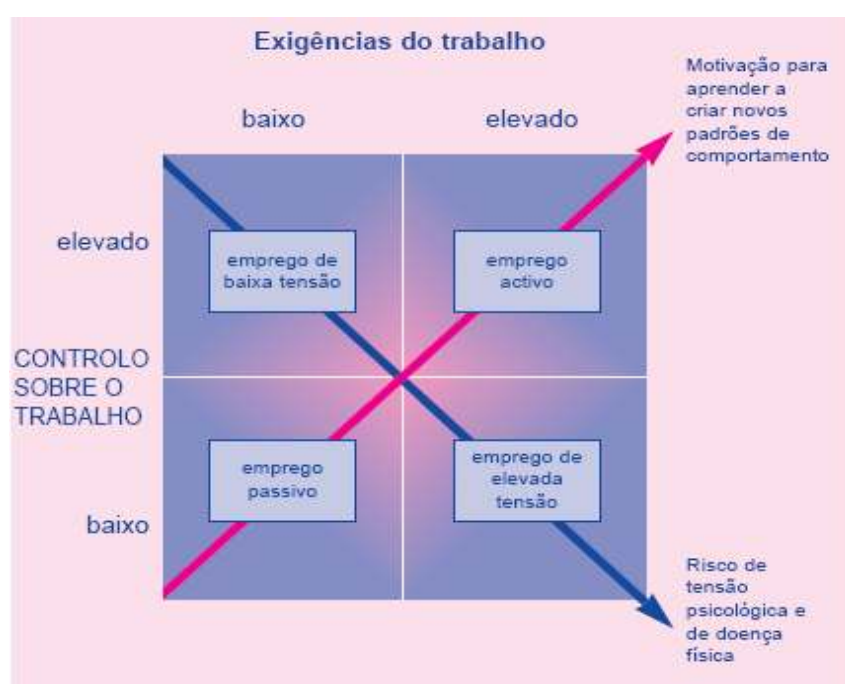 Exigências do trabalho
baixo
elevado
Motivação para
aprender a
criar novos
padrões de
comportamento
elevado
emprego de
baixa tensão
emprego
activo
CONTROLO
SOBRE O
TRABALHO
emprego
passivo
emprego de
elevada
tensão
baixo
Risco de
tensão
psicológica e
de doença
física